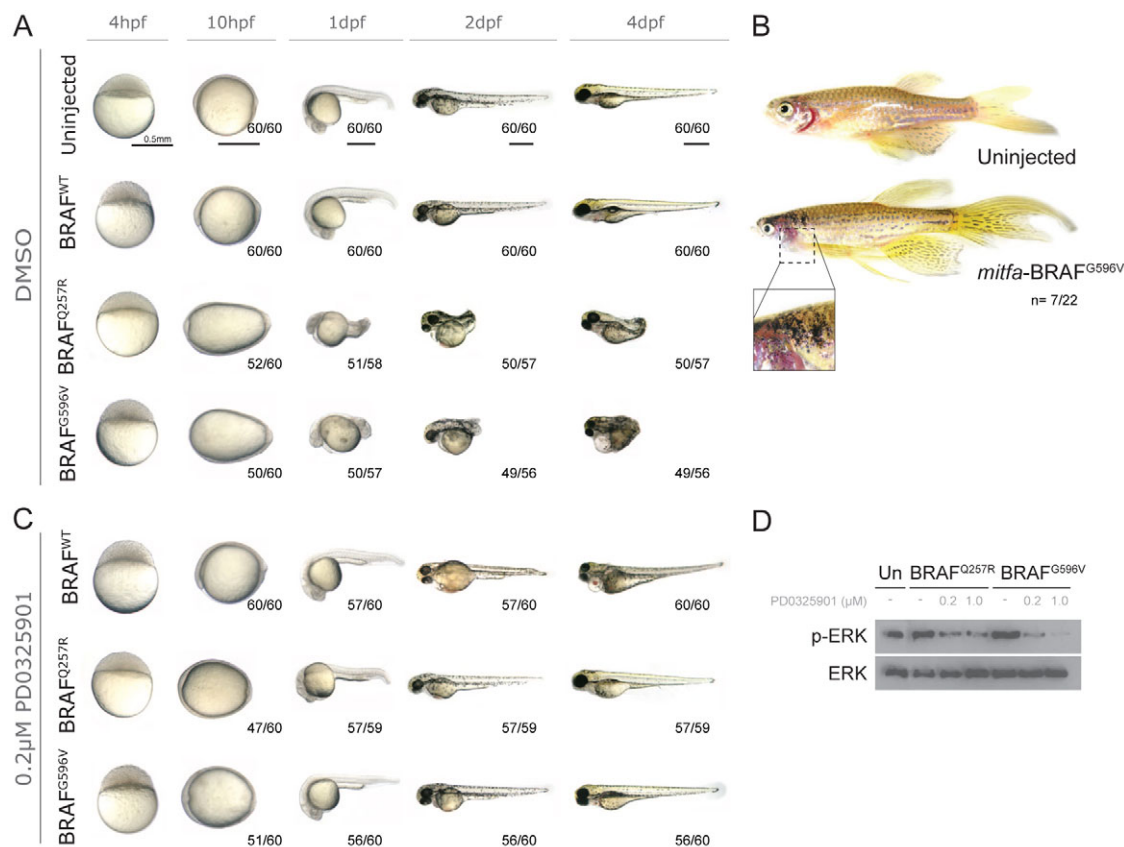 A
4hpf 10hpf 1dpf 2dpf 4dpf
DMSO
Uninjected
0.5mm
60/60 60/60 60/60 60/60
BRAFWT
60/60 60/60 60/60 60/60
BRAFQ257R
52/60 51/58 50/57 50/57
BRAFG596V
50/60 50/57 49/56 49/56
B
Uninjected
mitfa-BRAFG596V
n= 7/22
C
0.2µM PD0325901
BRAFWT
60/60 57/60 57/60 60/60
BRAFQ257R
47/60 57/59 57/59 57/59
BRAFG596V
51/60 56/60 56/60 56/60
D
Un BRAFQ257R BRAFG596V
PD0325901 (µM) - - 0.2 1.0 - 0.2 1.0
p-ERK
ERK